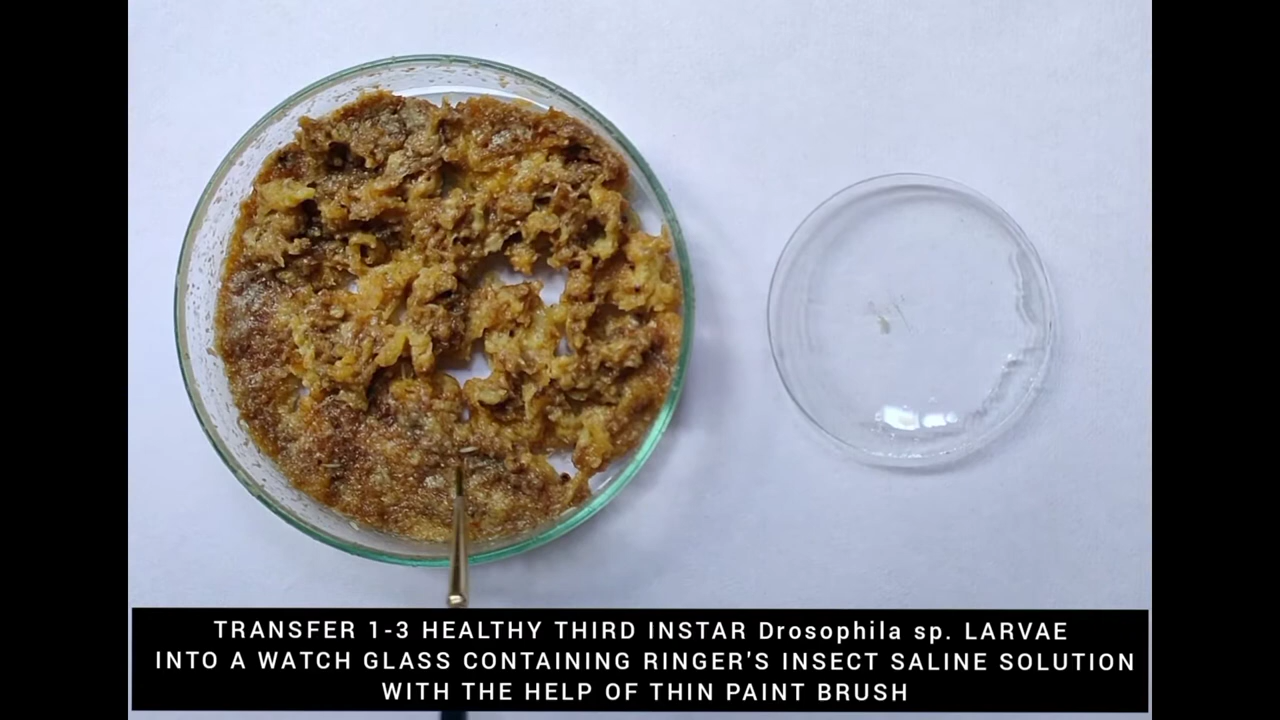 TRANSFER 1-3 HEALTHY THIRD INSTAR Drosophila sp. LARVAE
INTO A WATCH GLASS CONTAINING RINGER'S INSECT SALINE SOLUTION
WITH THE HELP OF THIN PAINT BRUSH